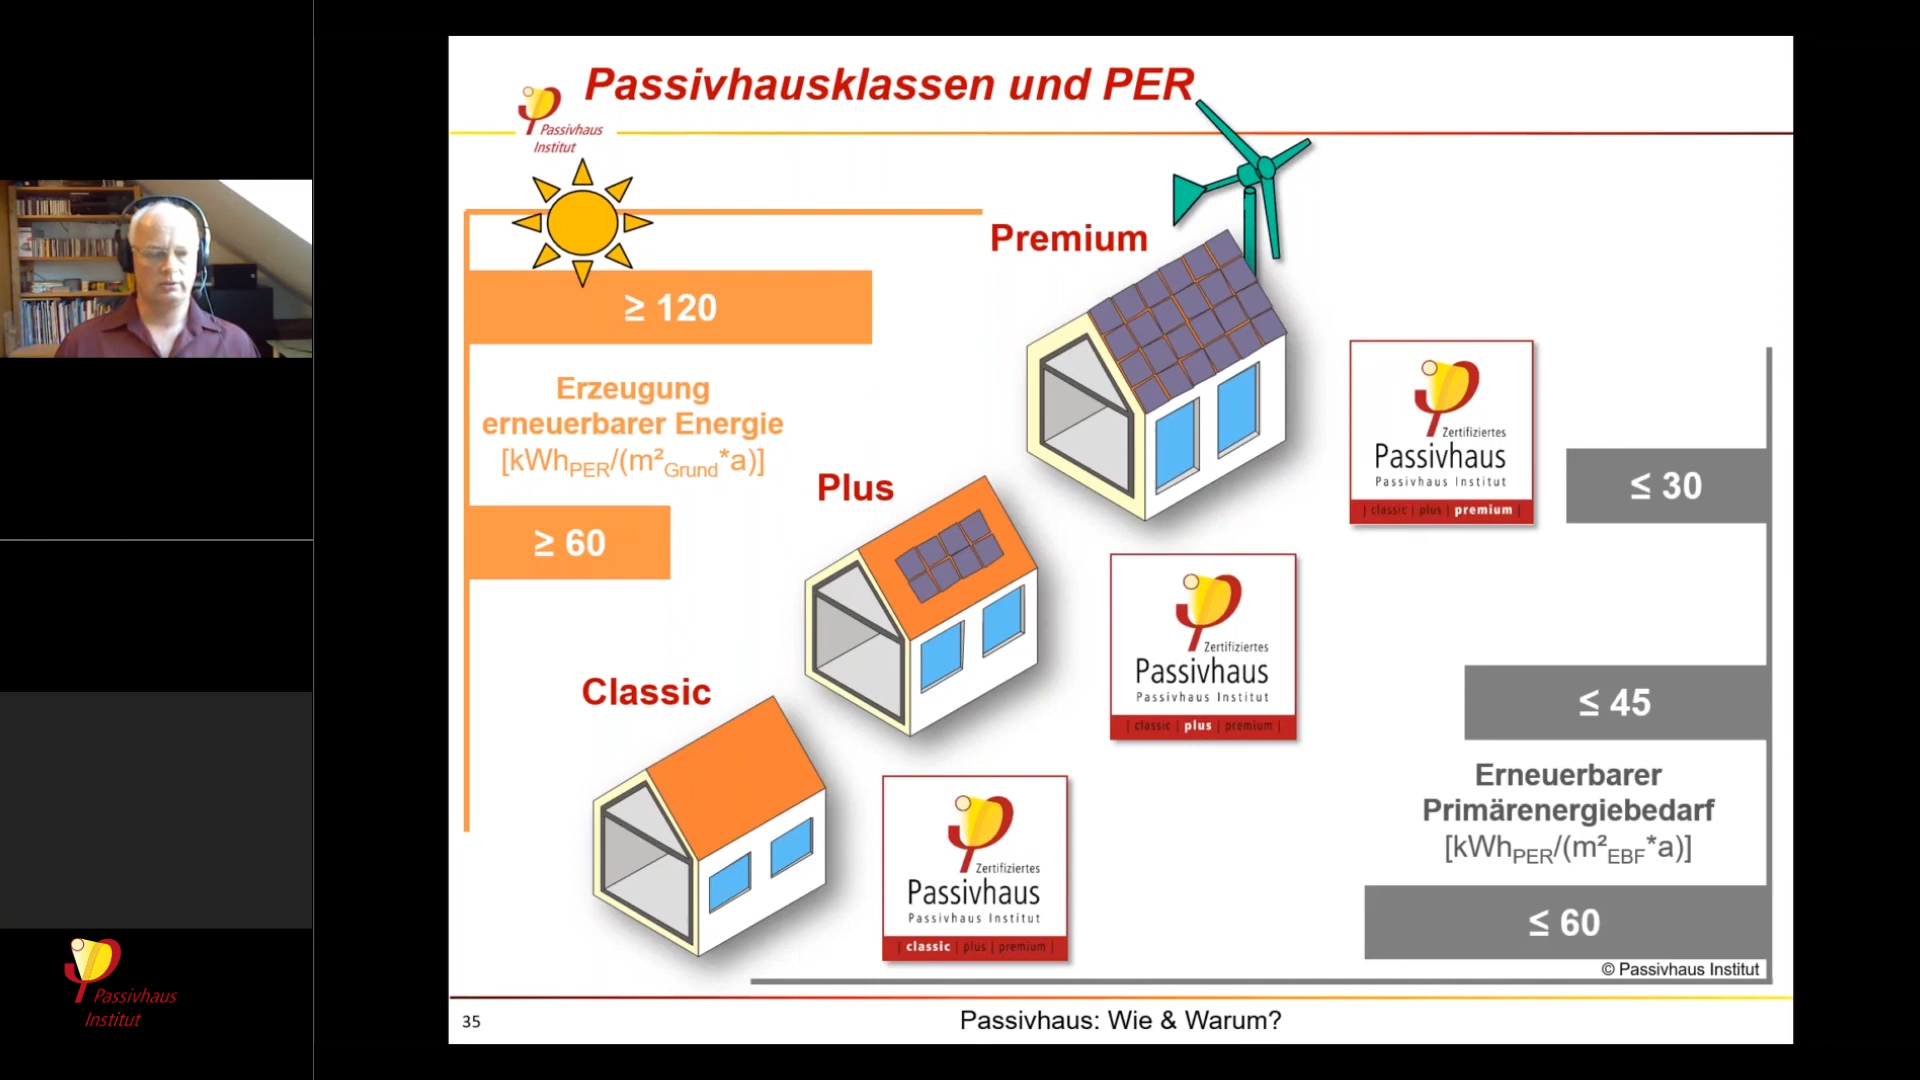 Passivhausklassen und PER
Passivhaus
Institut
Premium
≥ 120
Erzeugung
erneuerbarer Energie
[kWhPER/(m²Grund*a)]
≥ 60
Plus
Classic
Zertifiziertes
Passivhaus
Passivhaus Institut
| classic | plus | premium |
≤ 30
Zertifiziertes
Passivhaus
Passivhaus Institut
| classic | plus | premium |
≤ 45
Erneuerbarer
Primärenergiebedarf
[kWhPER/(m²EBF*a)]
Zertifiziertes
Passivhaus
Passivhaus Institut
| classic | plus | premium |
≤ 60
© Passivhaus Institut
35
Passivhaus: Wie & Warum?
Passivhaus
Institut